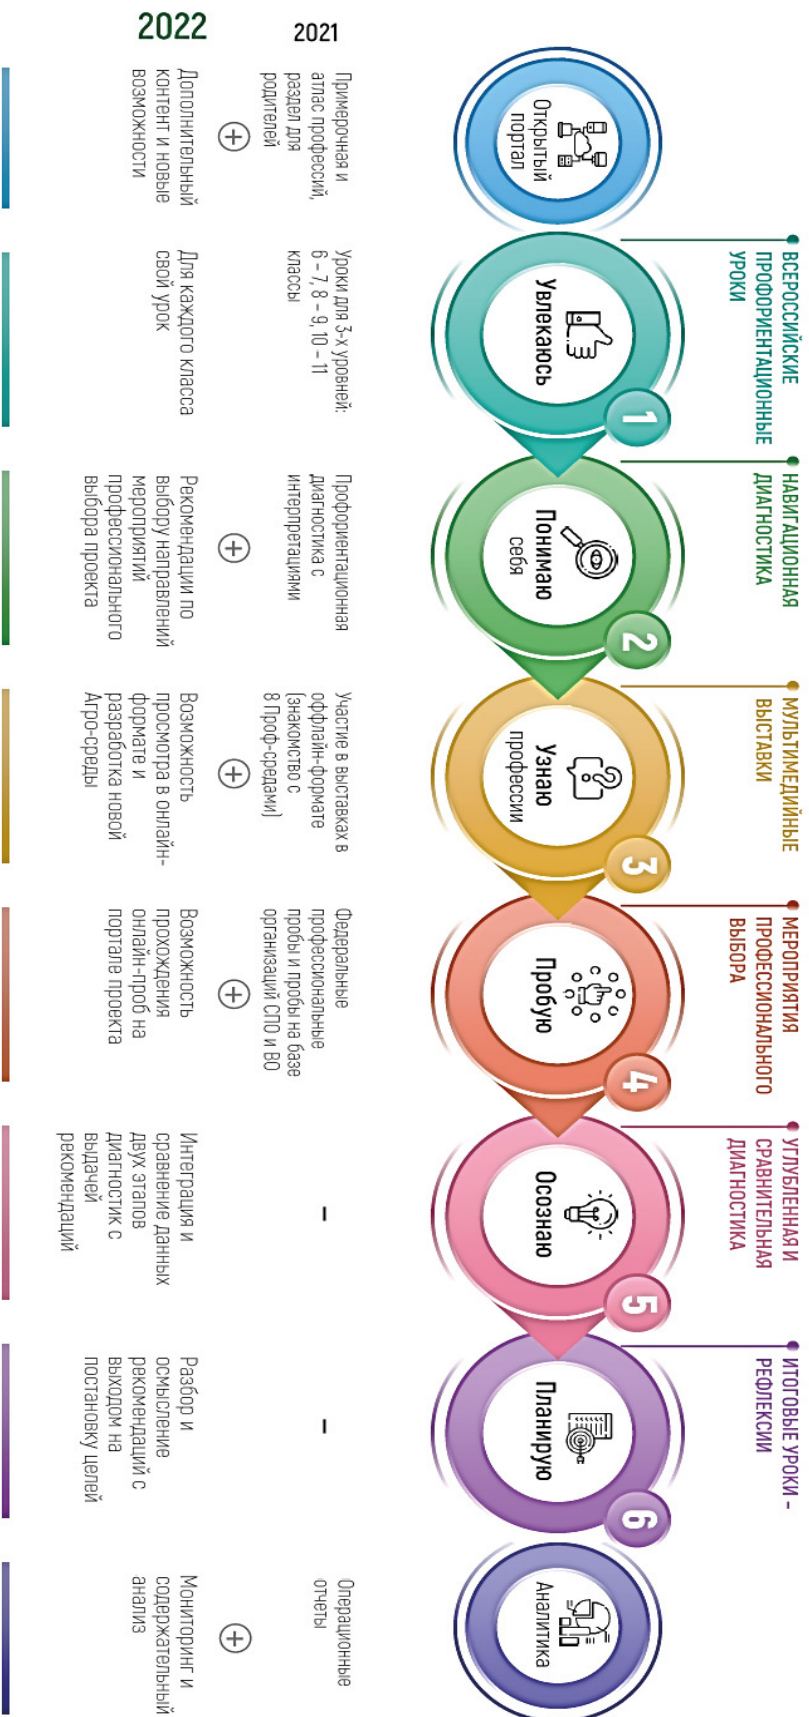 ВСЕРОССИЙСКИЕ
ПРОФОРИЕНТАЦИОННЫЕ
УРОКИ
НАВИГАЦИОННАЯ
ДИАГНОСТИКА
МУЛЬТИМЕДИЙНЫЕ
ВЫСТАВКИ
МЕРОПРИЯТИЯ
ПРОФЕССИОНАЛЬНОГО
ВЫБОРА
УГЛУБЛЕННАЯ И
СРАВНИТЕЛЬНАЯ
ДИАГНОСТИКА
ИТОГОВЫЕ УРОКИ –
РЕФЛЕКСИИ
Открытый
портал
Увлекаюсь
1
Понимаю
себя
2
Узнаю
профессии
3
Пробую
4
Осознаю
5
Планирую
6
Аналитика
2021
Примерочная и
атлас профессий,
раздел для
родителей
Уроки для 3-х уровней:
6 – 7, 8 – 9, 10 – 11
классы
Профориентационная
диагностика с
интерпретациями
Участие в выставках в
оффлайн-формате
(знакомство с
8 Проф-средами)
Федеральные
профессиональные
пробы и пробы на базе
организаций СПО и ВО
–
–
Операционные
отчеты
+
+
+
+
+
2022
Дополнительный
контент и новые
возможности
Для каждого класса
свой урок
Рекомендации по
выбору направлений
мероприятий
профессионального
выбора проекта
Возможность
просмотра в онлайн-
формате и
разработка новой
Агро-среды
Возможность
прохождения
онлайн-проб на
портале проекта
Интеграция и
сравнение данных
двух этапов
диагностик с
выдачей
рекомендаций
Разбор и
осмысление
рекомендаций с
выходом на
постановку целей
Мониторинг и
содержательный
анализ